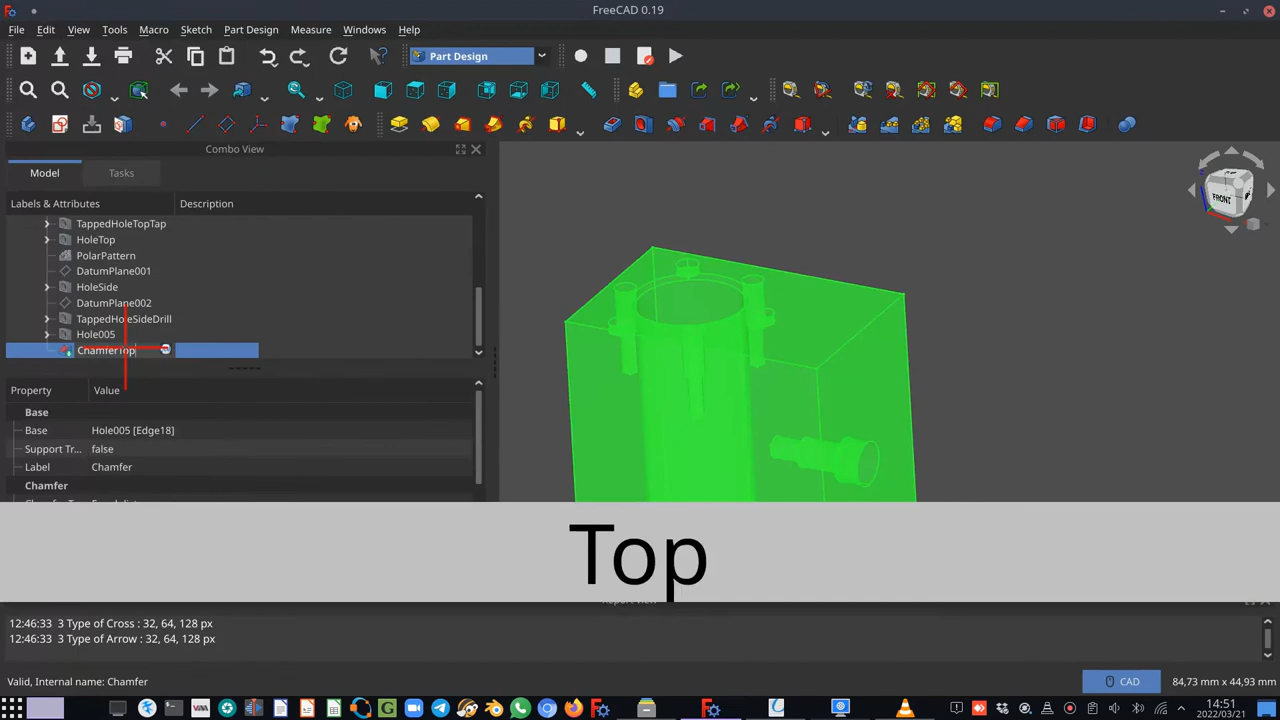 FreeCAD 0.19
File Edit View Tools Macro Sketch Part Design Measure Windows Help
Part Design
Combo View
Model Tasks
Labels & Attributes Description
TappedHoleTopTap
HoleTop
PolarPattern
DatumPlane001
HoleSide
DatumPlane002
TappedHoleSideDrill
Hole005
ChamferTop
Property Value
Base
Base Hole005 [Edge18]
Support Tr... false
Label Chamfer
Chamfer
FRONT
Top
12:46:33 3 Type of Cross : 32, 64, 128 px
12:46:33 3 Type of Arrow : 32, 64, 128 px
Valid, Internal name: Chamfer
CAD 84,73 mm x 44,93 mm
14:51
2022/03/21